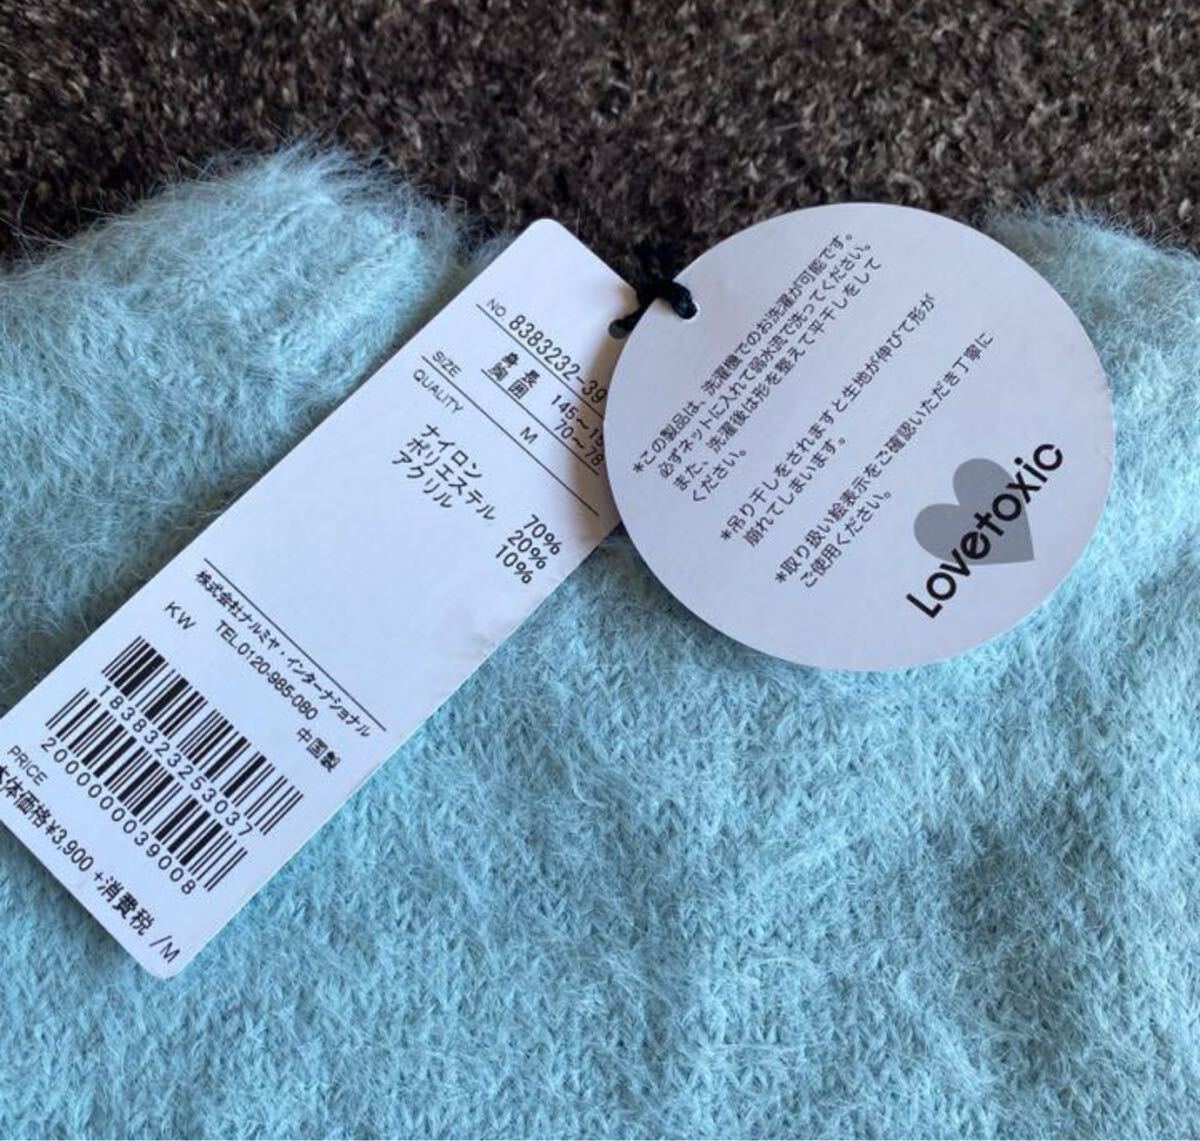 NO 8383232-39
SIZE 身長 145~15
胸囲 70~78
QUALITY M
ナイロン 70%
ポリエステル 20%
アクリル 10%
株式会社ナルミヤ・インターナショナル
TEL0120-985-080
KW 中国製
1838323253037
2000000039008
PRICE
本体価格¥3,900 +消費税 /M
*この製品は、洗濯機でのお洗濯が可能です。
必ずネットに入れて弱水流で洗ってください。
また、洗濯後は形を整えて平干しをして
ください。
*吊り干しをされますと生地が伸びて形が
崩れてしまいます。
*取り扱い絵表示をご確認いただき丁寧に
ご使用ください。
Lovetoxic